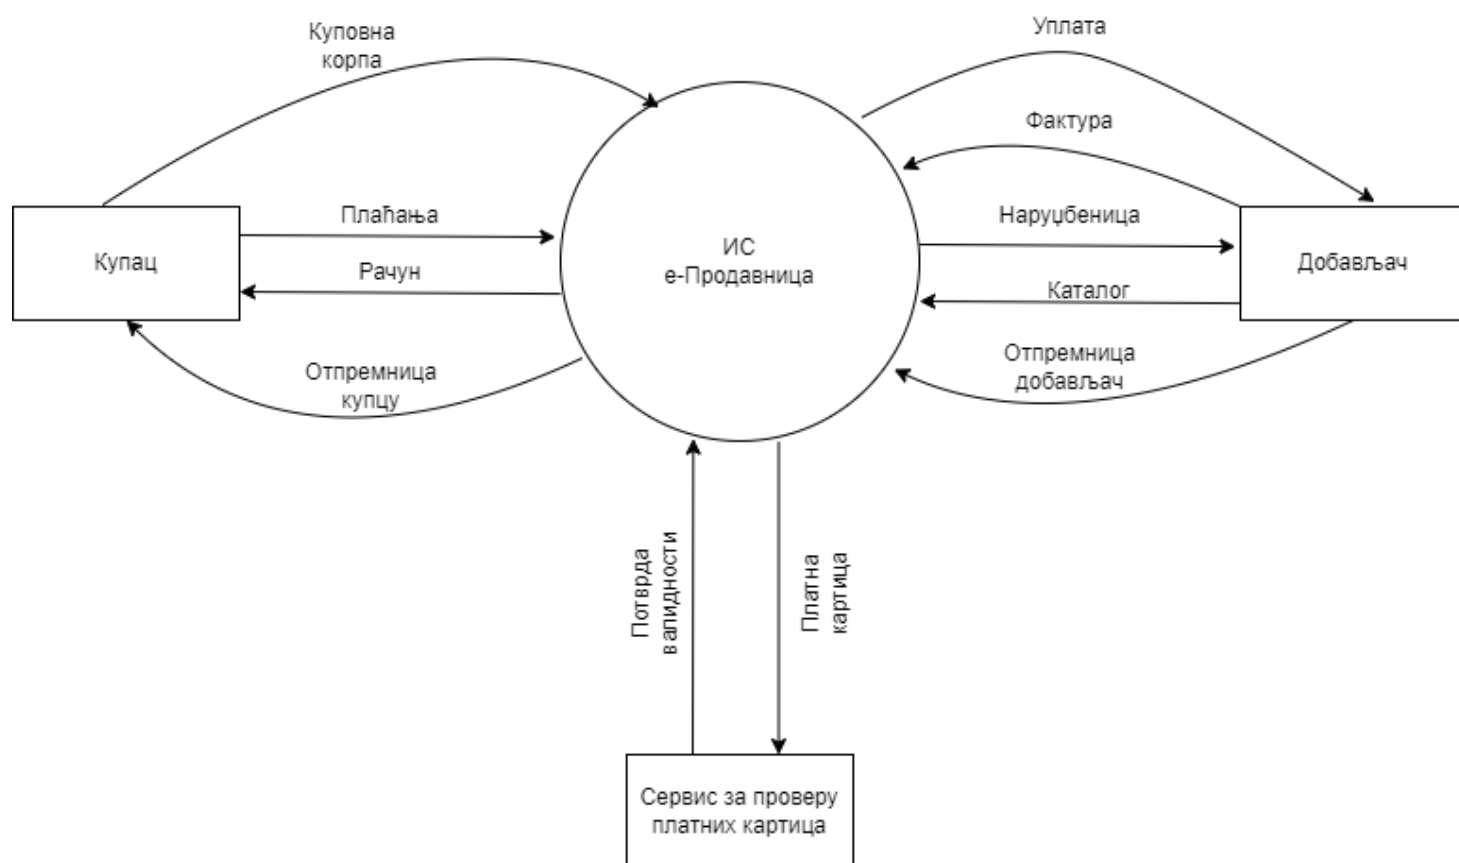 Куповна
корпа
Уплата
Фактура
Плаћања
Наруџбеница
Купац
ИС
е-Продавница
Добављач
Рачун
Каталог
Отпремница
купцу
Отпремница
добављач
Потврда
валидности
Платна
картица
Сервис за проверу
платних картица